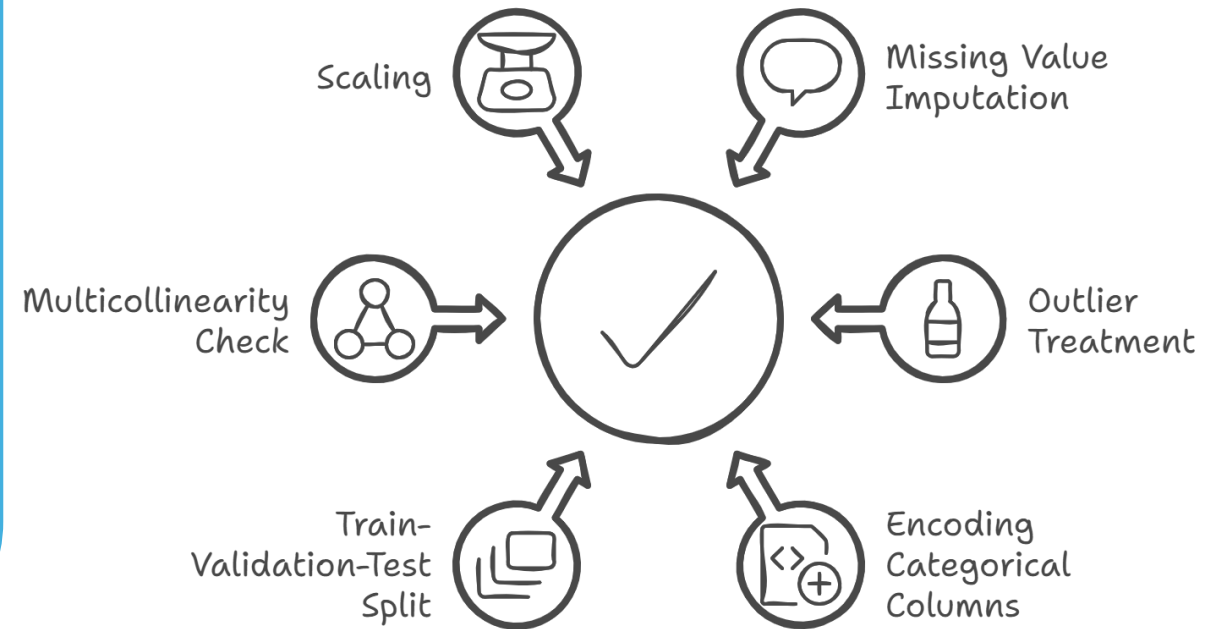 Scaling
Missing Value
Imputation
Multicollinearity
Check
Outlier
Treatment
Train-
Validation-Test
Split
Encoding
Categorical
Columns